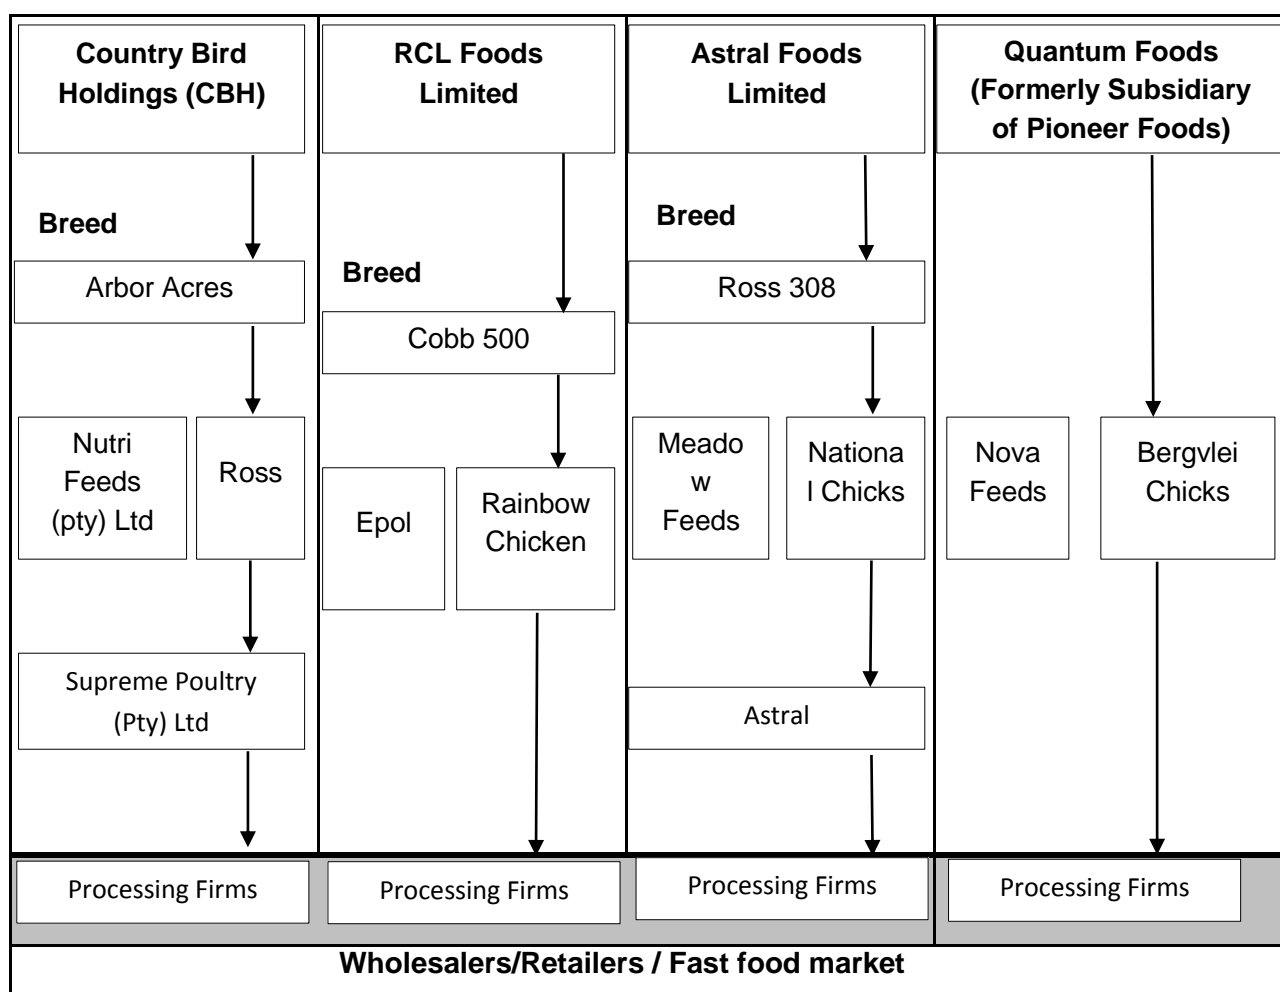 Country Bird
Holdings (CBH)
Breed
Arbor Acres
Nutri
Feeds
(pty) Ltd
Ross
Supreme Poultry
(Pty) Ltd
Processing Firms
RCL Foods
Limited
Breed
Cobb 500
Epol
Rainbow
Chicken
Processing Firms
Astral Foods
Limited
Breed
Ross 308
Meado
w
Feeds
Nationa
l Chicks
Astral
Processing Firms
Quantum Foods
(Formerly Subsidiary
of Pioneer Foods)
Nova
Feeds
Bergvlei
Chicks
Processing Firms
Wholesalers/Retailers / Fast food market